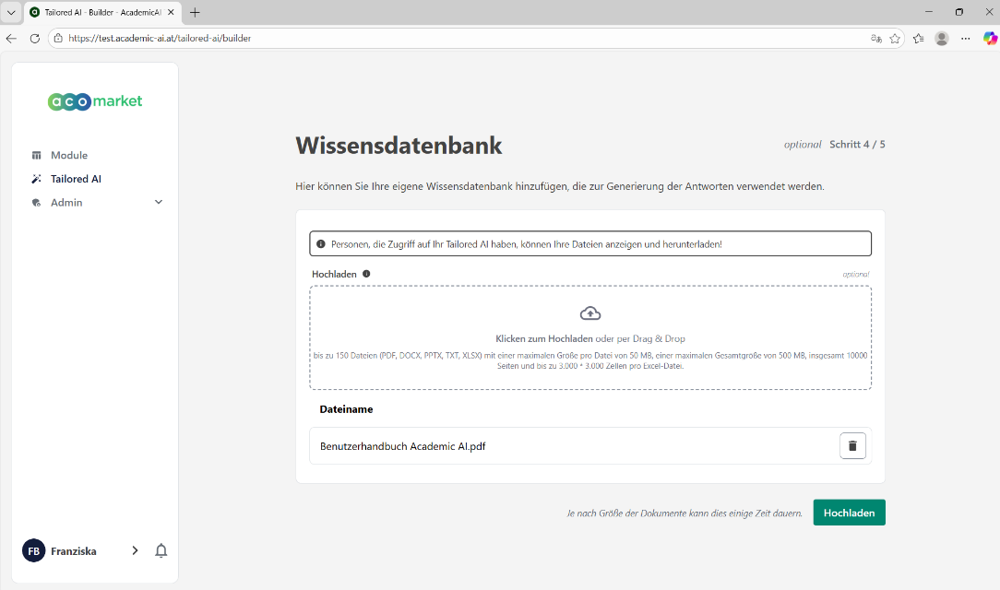 Tailored AI - Builder - AcademicAI
https://test.academic-ai.at/tailored-ai/builder
aco market
Module
Tailored AI
Admin
Wissensdatenbank
optional Schritt 4 / 5
Hier können Sie Ihre eigene Wissensdatenbank hinzufügen, die zur Generierung der Antworten verwendet werden.
Personen, die Zugriff auf Ihr Tailored AI haben, können Ihre Dateien anzeigen und herunterladen!
Hochladen
optional
Klicken zum Hochladen oder per Drag & Drop
bis zu 150 Dateien (PDF, DOCX, PPTX, TXT, XLSX) mit einer maximalen Größe pro Datei von 50 MB, einer maximalen Gesamtgröße von 500 MB, insgesamt 10000
Seiten und bis zu 3.000 * 3.000 Zellen pro Excel-Datei.
Dateiname
Benutzerhandbuch Academic AI.pdf
Je nach Größe der Dokumente kann dies einige Zeit dauern.
Hochladen
FB
Franziska